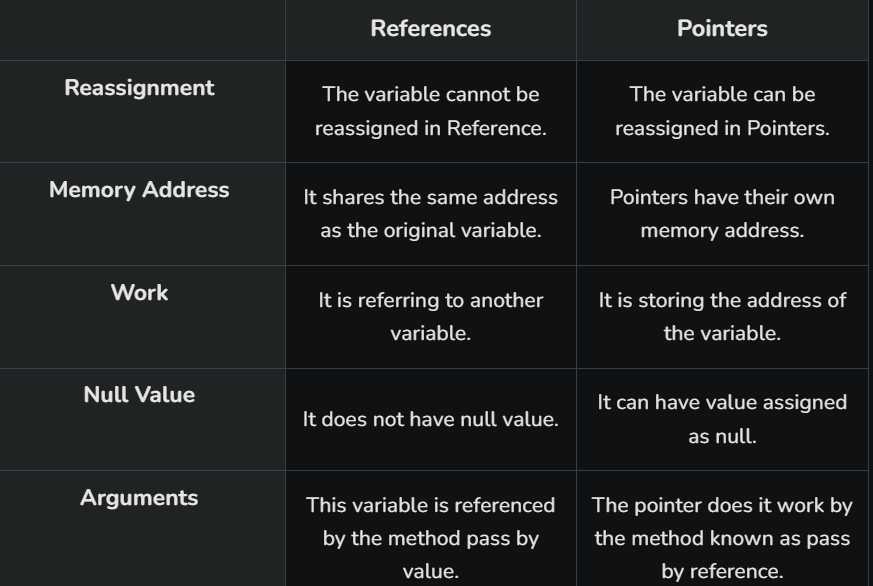 References
Pointers
Reassignment
The variable cannot be
reassigned in Reference.
The variable can be
reassigned in Pointers.
Memory Address
It shares the same address
as the original variable.
Pointers have their own
memory address.
Work
It is referring to another
variable.
It is storing the address of
the variable.
Null Value
It does not have null value.
It can have value assigned
as null.
Arguments
This variable is referenced
by the method pass by
value.
The pointer does it work by
the method known as pass
by reference.